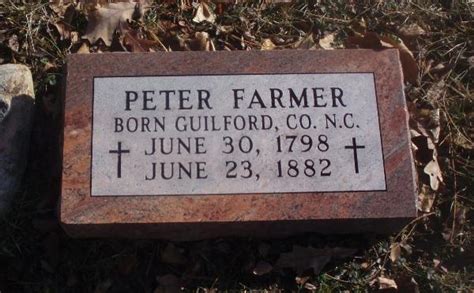 PETER FARMER
BORN GUILFORD, CO. N.C.
JUNE 30, 1798
JUNE 23, 1882